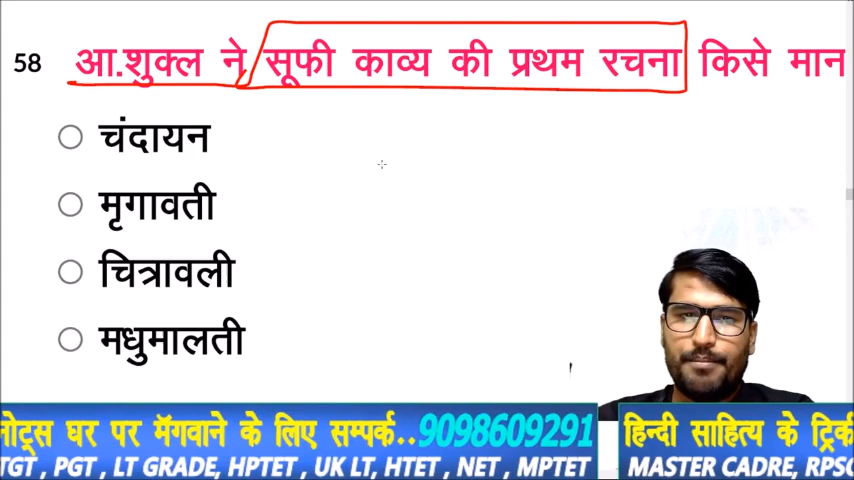 58 आ.शुक्ल ने सूफी काव्य की प्रथम रचना किसे मान
चंदायन
मृगावती
चित्रावली
मधुमालती
नोट्स घर पर मॅगवाने के लिए सम्पर्क..9098609291
हिन्दी साहित्य के ट्रिकी
TGT , PGT , LT GRADE, HPTET , UK LT, HTET , NET , MPTET
MASTER CADRE, RPSC